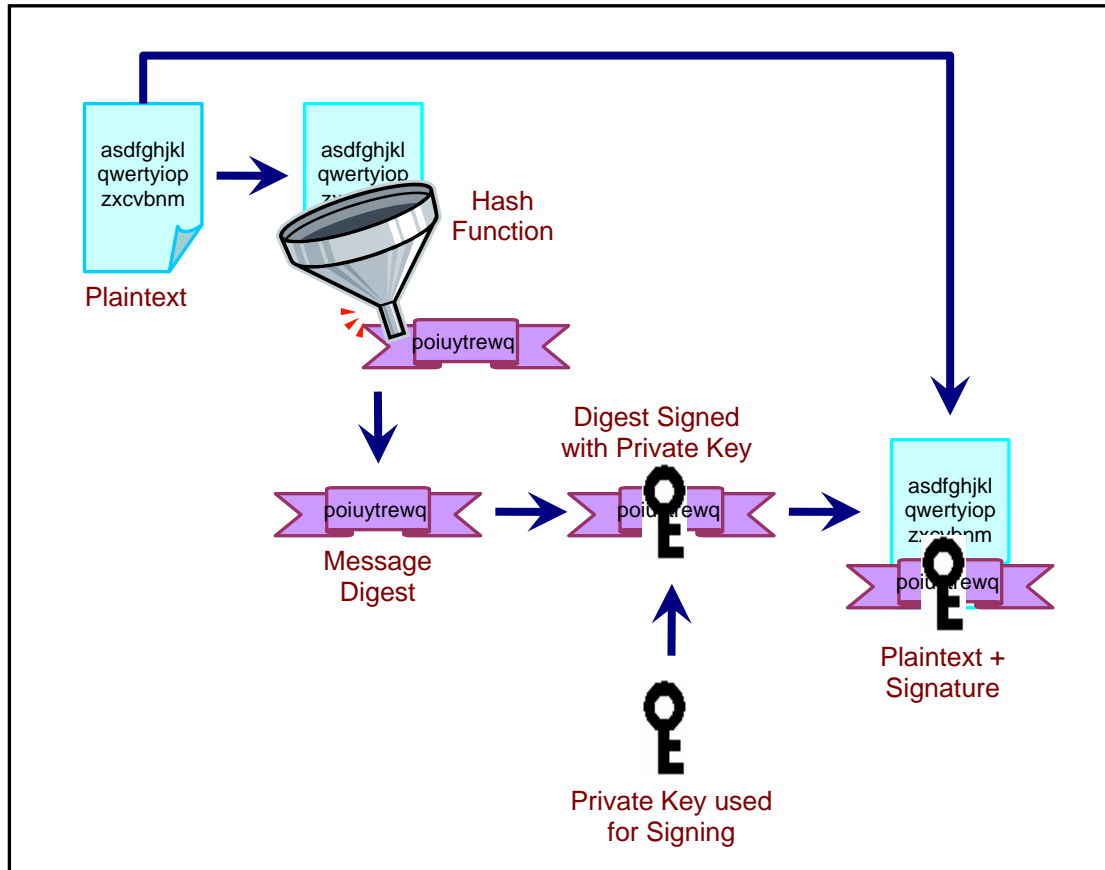 asdfghjkl
qwertyiop
zxcvbnm
Plaintext
asdfghjkl
qwertyiop
Hash
Function
poiuytrewq
poiuytrewq
Message
Digest
Digest Signed
with Private Key
Private Key used
for Signing
asdfghjkl
qwertyiop
zxcvbnm
Plaintext +
Signature